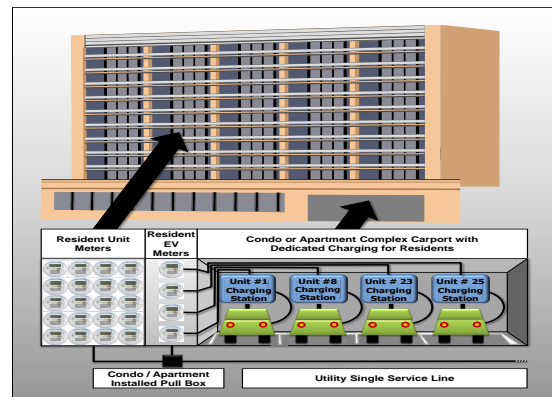 Resident Unit
Meters
Resident
EV
Meters
Condo or Apartment Complex Carport with
Dedicated Charging for Residents
Unit #1
Charging
Station
Unit #8
Charging
Station
Unit # 23
Charging
Station
Unit # 25
Charging
Station
Condo / Apartment
Installed Pull Box
Utility Single Service Line